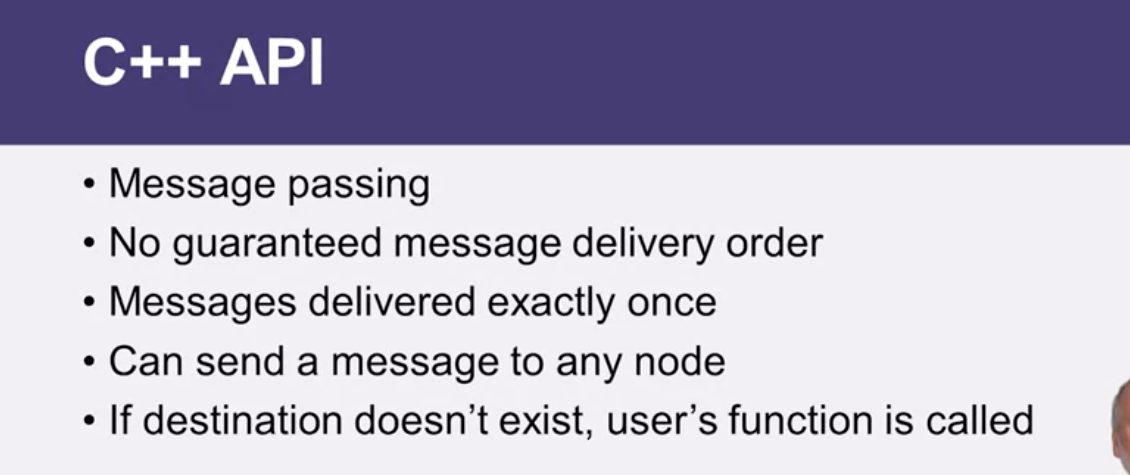 C++ API
• Message passing
• No guaranteed message delivery order
• Messages delivered exactly once
• Can send a message to any node
• If destination doesn't exist, user's function is called